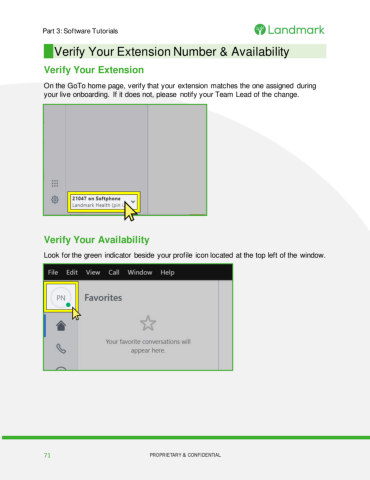 Part 3: Software Tutorials
Landmark
Verify Your Extension Number & Availability
Verify Your Extension
On the GoTo home page, verify that your extension matches the one assigned during
your live onboarding. If it does not, please notify your Team Lead of the change.
21047 on Softphone
Landmark Health (pin
Verify Your Availability
Look for the green indicator beside your profile icon located at the top left of the window.
File Edit View Call Window Help
PN
Favorites
Your favorite conversations will
appear here.
71
PROPRIETARY & CONFIDENTIAL